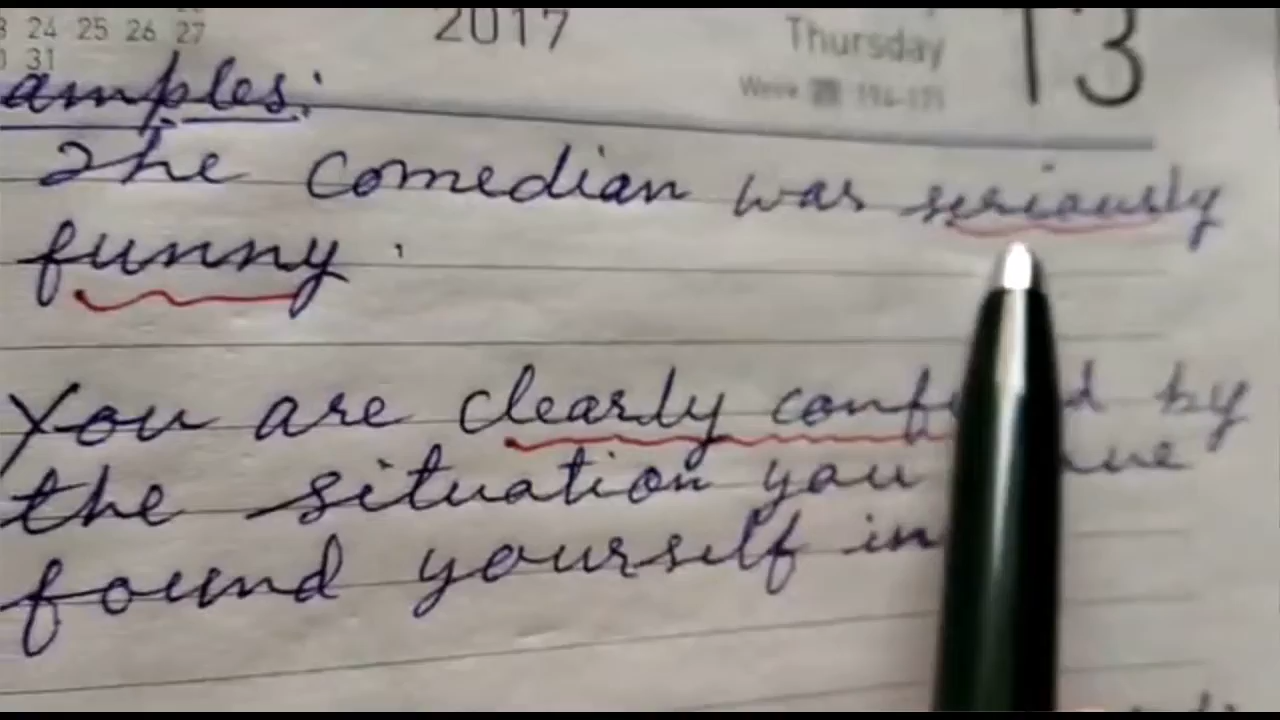 24 25 26 27
31
2017
Thursday
13
amples:
The comedian was seriously
funny.
You are clearly conf d by
the situation you
found yourself in